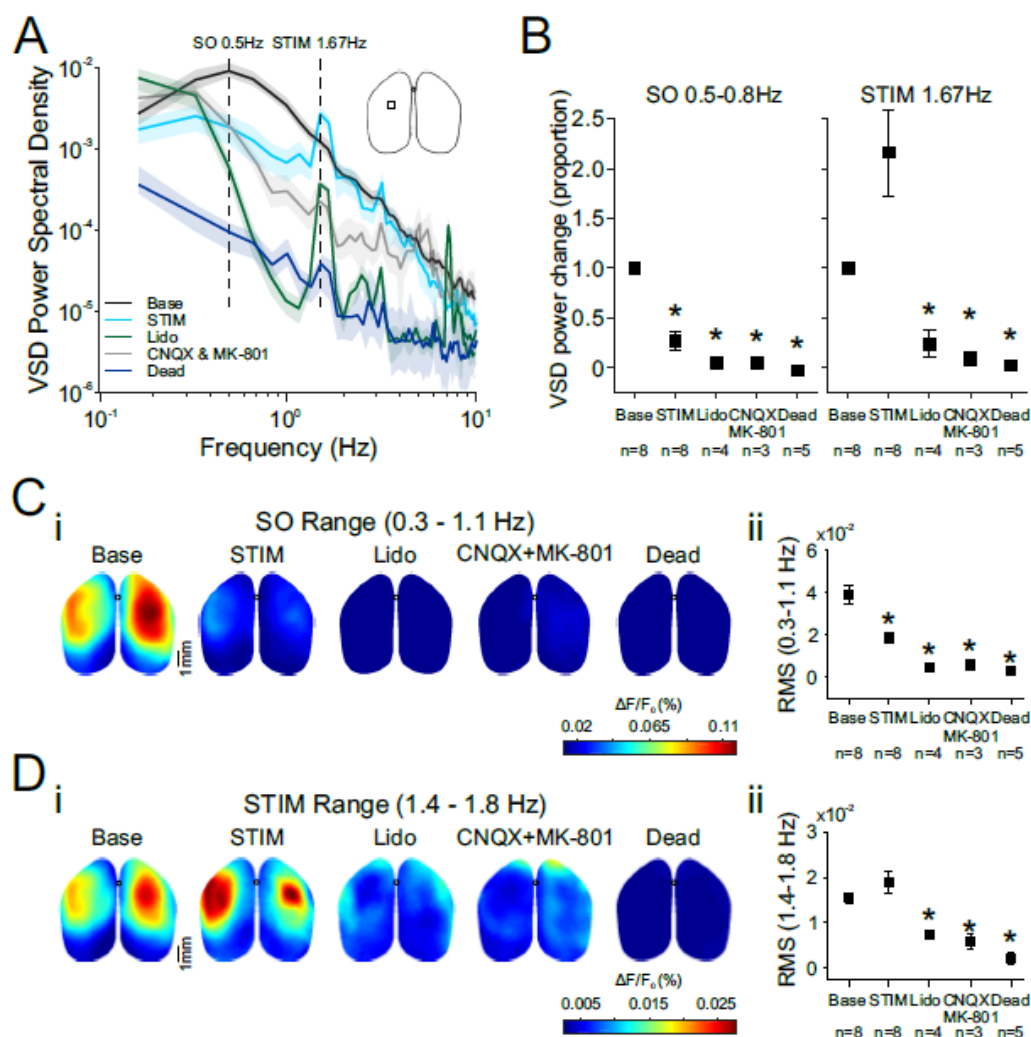 A
SO 0.5Hz STIM 1.67Hz
VSD Power Spectral Density
10⁻²
10⁻³
10⁻⁴
10⁻⁵
10⁻⁶
Base
STIM
Lido
CNQX & MK-801
Dead
10⁻¹ 10⁰ 10¹
Frequency (Hz)
B
SO 0.5-0.8Hz STIM 1.67Hz
VSD power change (proportion)
2.5
2.0
1.5
1.0
0.5
0
* * * * * * *
Base STIM Lido CNQX Dead Base STIM Lido CNQX Dead
MK-801 MK-801
n=8 n=8 n=4 n=3 n=5 n=8 n=8 n=4 n=3 n=5
C
i
SO Range (0.3 - 1.1 Hz)
Base STIM Lido CNQX+MK-801 Dead
1mm
ΔF/F₀(%)
0.02 0.065 0.11
ii
x10⁻²
RMS (0.3-1.1 Hz)
6
4
2
0
* * * *
Base STIM Lido CNQX Dead
MK-801
n=8 n=8 n=4 n=3 n=5
D
i
STIM Range (1.4 - 1.8 Hz)
Base STIM Lido CNQX+MK-801 Dead
1mm
ΔF/F₀(%)
0.005 0.015 0.025
ii
x10⁻²
RMS (1.4-1.8 Hz)
3
2
1
0
* * *
Base STIM Lido CNQX Dead
MK-801
n=8 n=8 n=4 n=3 n=5